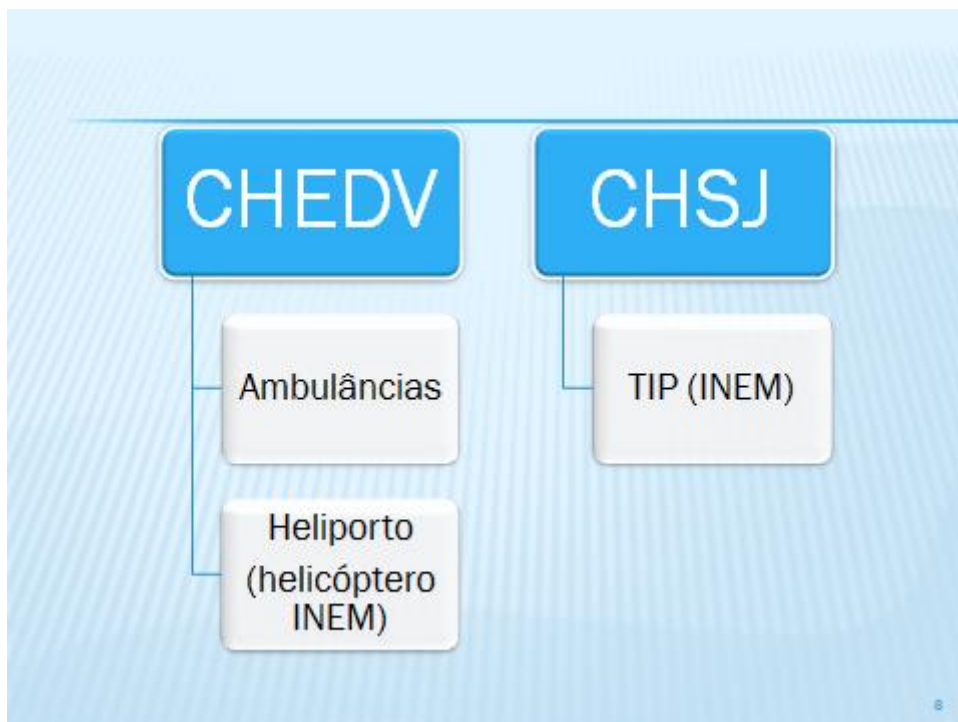 CHEDV
Ambulâncias
Heliporto
(helicóptero
INEM)
CHSJ
TIP (INEM)
8